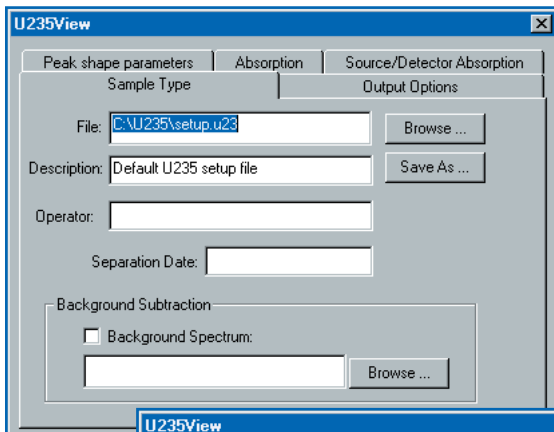 U235View
Peak shape parameters Absorption Source/Detector Absorption
Sample Type Output Options
File: C:\U235\setup.u23 Browse ...
Description: Default U235 setup file Save As ...
Operator:
Separation Date:
Background Subtraction
Background Spectrum:
Browse ...
U235View